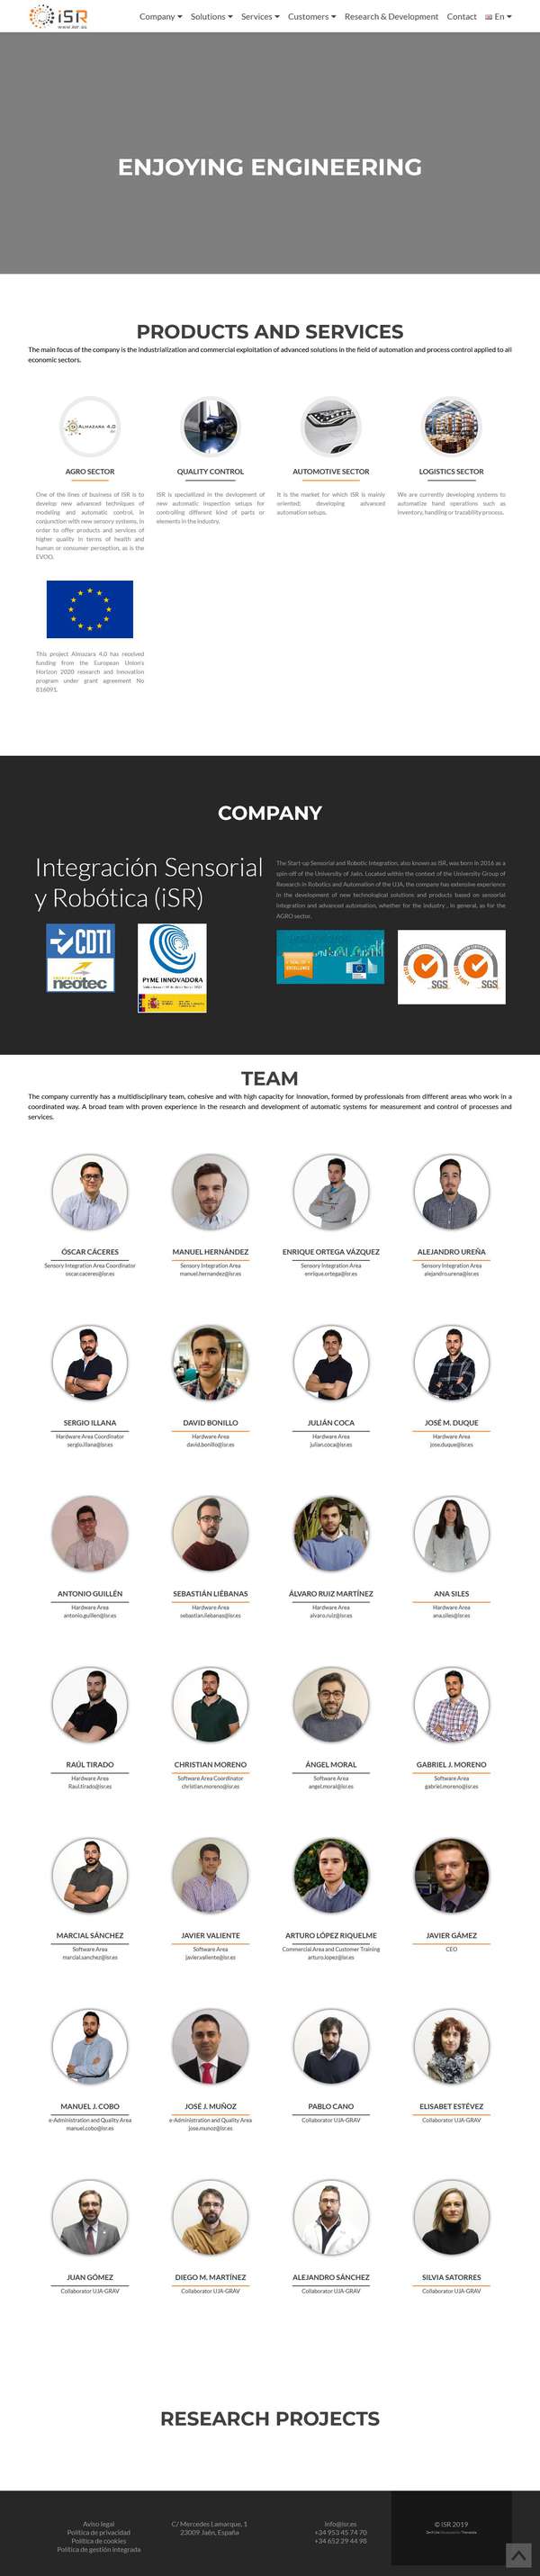 iSR
Company Solutions Services Customers Research & Development Contact En
ENJOYING ENGINEERING
PRODUCTS AND SERVICES
The main focus of the company is the industrialization and commercial exploitation of advanced solutions in the field of automation and process control applied to all
economic sectors.
ALMAZARA 4.0
AGRO SECTOR
One of the lines of business of ISR is to
develop new advanced techniques of
modeling and automatic control, in
conjunction with new sensory systems, in
order to offer products and services of
higher quality in terms of health and
human or consumer perception, as is the
EVOO.
QUALITY CONTROL
ISR is specialized in the devlopment of
new automatic inspection setups for
controlling different kind of parts or
elements in the industry.
AUTOMOTIVE SECTOR
It is the market for which ISR is mainly
oriented; developing advanced
automation setups.
LOGISTICS SECTOR
We are currently developing systems to
automatize hand operations such as
inventory, handling or trazability process.
This project Almazara 4.0 has received
funding from the European Union's
Horizon 2020 research and innovation
program under grant agreement No
816091.
COMPANY
Integración Sensorial
y Robótica (iSR)
CDTI
neotec
PYME INNOVADORA
The Start-up Sensorial and Robotic Integration, also known as ISR, was born in 2016 as a
spin-off of the University of Jaén. Located within the context of the University Group of
Research in Robotics and Automation of the UJA, the company has extensive experience
in the development of new technological solutions and products based on sensorial
integration and advanced automation, whether for the industry . in general, as for the
AGRO sector.
SEAL OF
EXCELLENCE
SGS
SGS
TEAM
The company currently has a multidisciplinary team, cohesive and with high capacity for innovation, formed by professionals from different areas who work in a
coordinated way. A broad team with proven experience in the research and development of automatic systems for measurement and control of processes and
services.
ÓSCAR CÁCERES
Sensory Integration Area Coordinator
oscar.caceres@isr.es
MANUEL HERNÁNDEZ
Sensory Integration Area
manuel.hernandez@isr.es
ENRIQUE ORTEGA VÁZQUEZ
Sensory Integration Area
enrique.ortega@isr.es
ALEJANDRO UREÑA
Sensory Integration Area
alejandro.urena@isr.es
SERGIO ILLANA
Hardware Area Coordinator
sergio.illana@isr.es
DAVID BONILLO
Hardware Area
david.bonillo@isr.es
JULIÁN COCA
Hardware Area
julian.coca@isr.es
JOSÉ M. DUQUE
Hardware Area
jose.duque@isr.es
ANTONIO GUILLÉN
Hardware Area
antonio.guillen@isr.es
SEBASTIÁN LIÉBANAS
Hardware Area
sebastian.liebanas@isr.es
ÁLVARO RUIZ MARTÍNEZ
Hardware Area
alvaro.ruiz@isr.es
ANA SILES
Hardware Area
ana.siles@isr.es
RAÚL TIRADO
Hardware Area
Raul.tirado@isr.es
CHRISTIAN MORENO
Software Area Coordinator
christian.moreno@isr.es
ÁNGEL MORAL
Software Area
angel.moral@isr.es
GABRIEL J. MORENO
Software Area
gabriel.moreno@isr.es
MARCIAL SÁNCHEZ
Software Area
marcial.sanchez@isr.es
JAVIER VALIENTE
Software Area
javier.valiente@isr.es
ARTURO LÓPEZ RIQUELME
Commercial Area and Customer Training
arturo.lopez@isr.es
JAVIER GÁMEZ
CEO
MANUEL J. COBO
e-Administration and Quality Area
manuel.cobo@isr.es
JOSÉ J. MUÑOZ
e-Administration and Quality Area
jose.munoz@isr.es
PABLO CANO
Collaborator UJA-GRAV
ELISABET ESTÉVEZ
Collaborator UJA-GRAV
JUAN GÓMEZ
Collaborator UJA-GRAV
DIEGO M. MARTÍNEZ
Collaborator UJA-GRAV
ALEJANDRO SÁNCHEZ
Collaborator UJA-GRAV
SILVIA SATORRES
Collaborator UJA-GRAV
RESEARCH PROJECTS
Aviso legal
Política de privacidad
Política de cookies
Política de gestión integrada
C/ Mercedes Lamarque, 1
23009 Jaén, España
info@isr.es
+34 953 45 74 70
+34 652 29 44 98
© ISR 2019